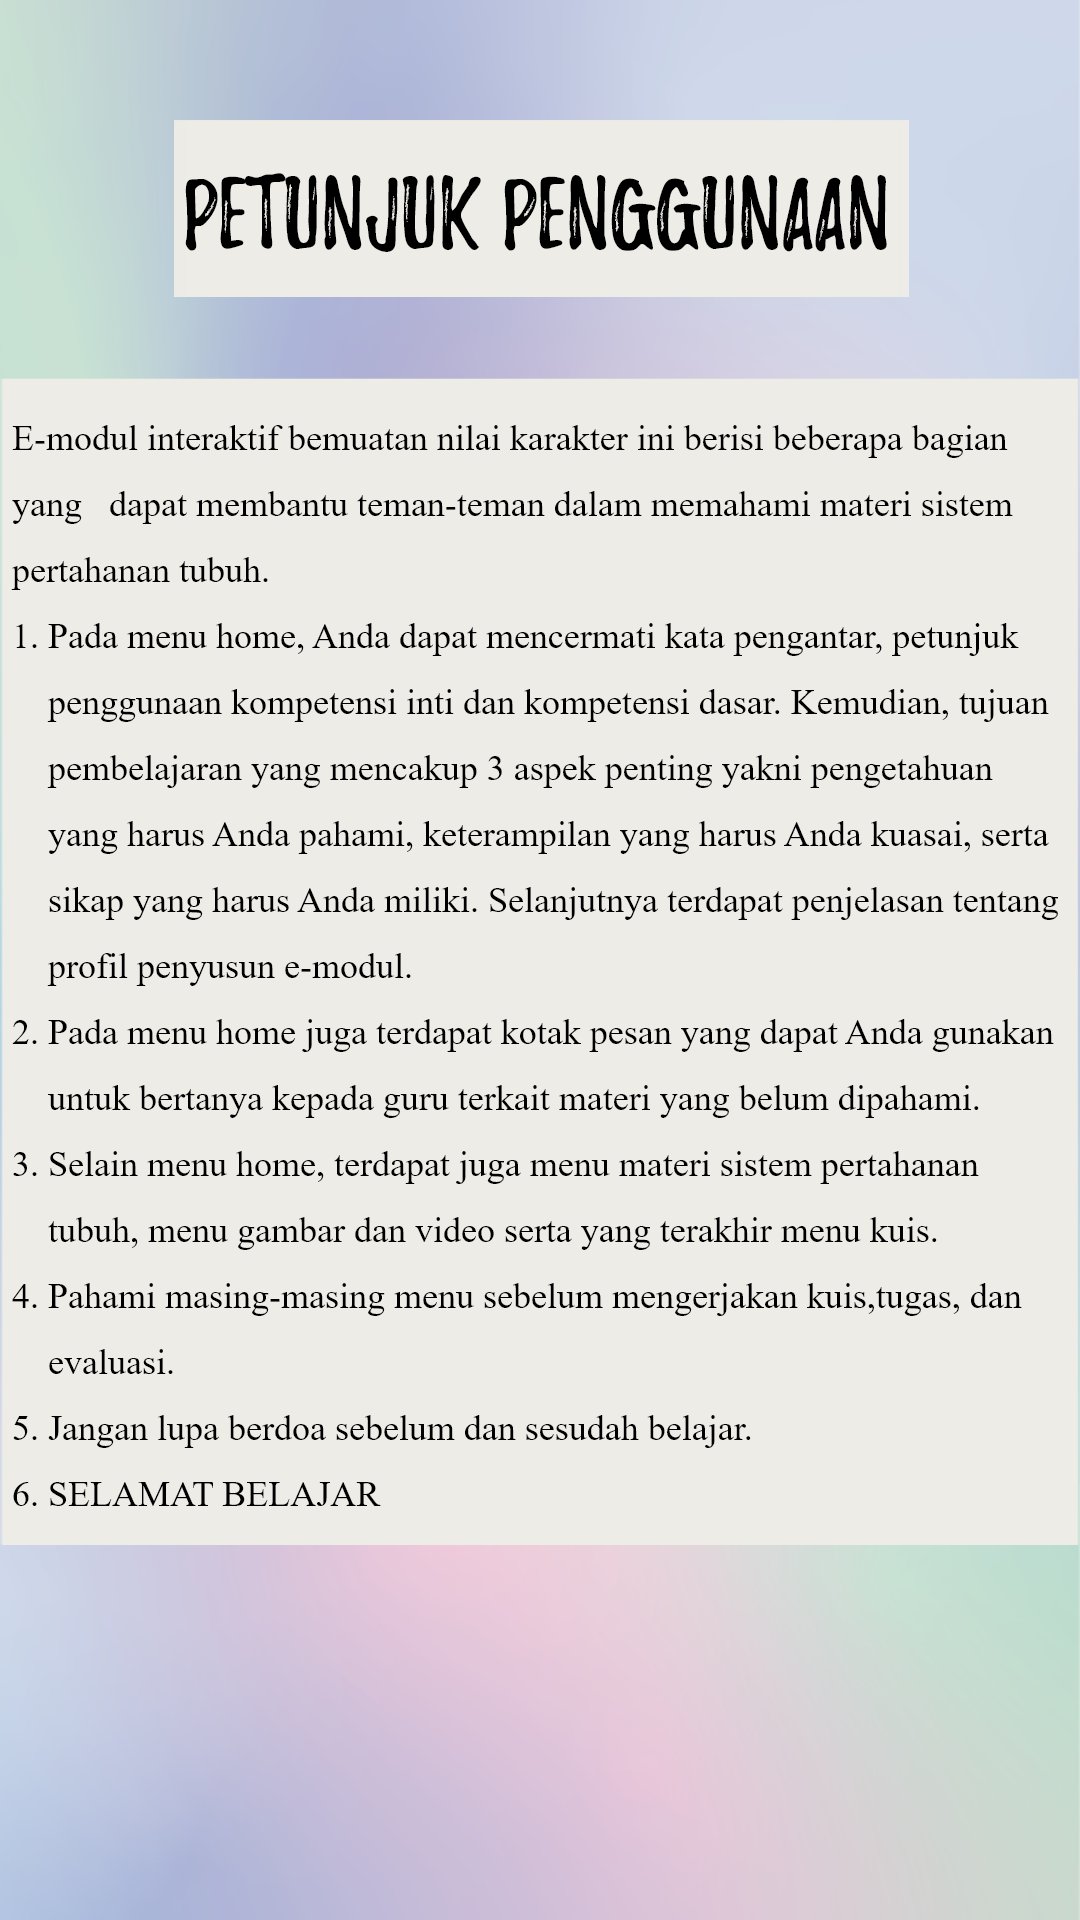 PETUNJUK PENGGUNAAN
E-modul interaktif bemuatan nilai karakter ini berisi beberapa bagian
yang   dapat membantu teman-teman dalam memahami materi sistem
pertahanan tubuh.
1. Pada menu home, Anda dapat mencermati kata pengantar, petunjuk
penggunaan kompetensi inti dan kompetensi dasar. Kemudian, tujuan
pembelajaran yang mencakup 3 aspek penting yakni pengetahuan
yang harus Anda pahami, keterampilan yang harus Anda kuasai, serta
sikap yang harus Anda miliki. Selanjutnya terdapat penjelasan tentang
profil penyusun e-modul.
2. Pada menu home juga terdapat kotak pesan yang dapat Anda gunakan
untuk bertanya kepada guru terkait materi yang belum dipahami.
3. Selain menu home, terdapat juga menu materi sistem pertahanan
tubuh, menu gambar dan video serta yang terakhir menu kuis.
4. Pahami masing-masing menu sebelum mengerjakan kuis,tugas, dan
evaluasi.
5. Jangan lupa berdoa sebelum dan sesudah belajar.
6. SELAMAT BELAJAR